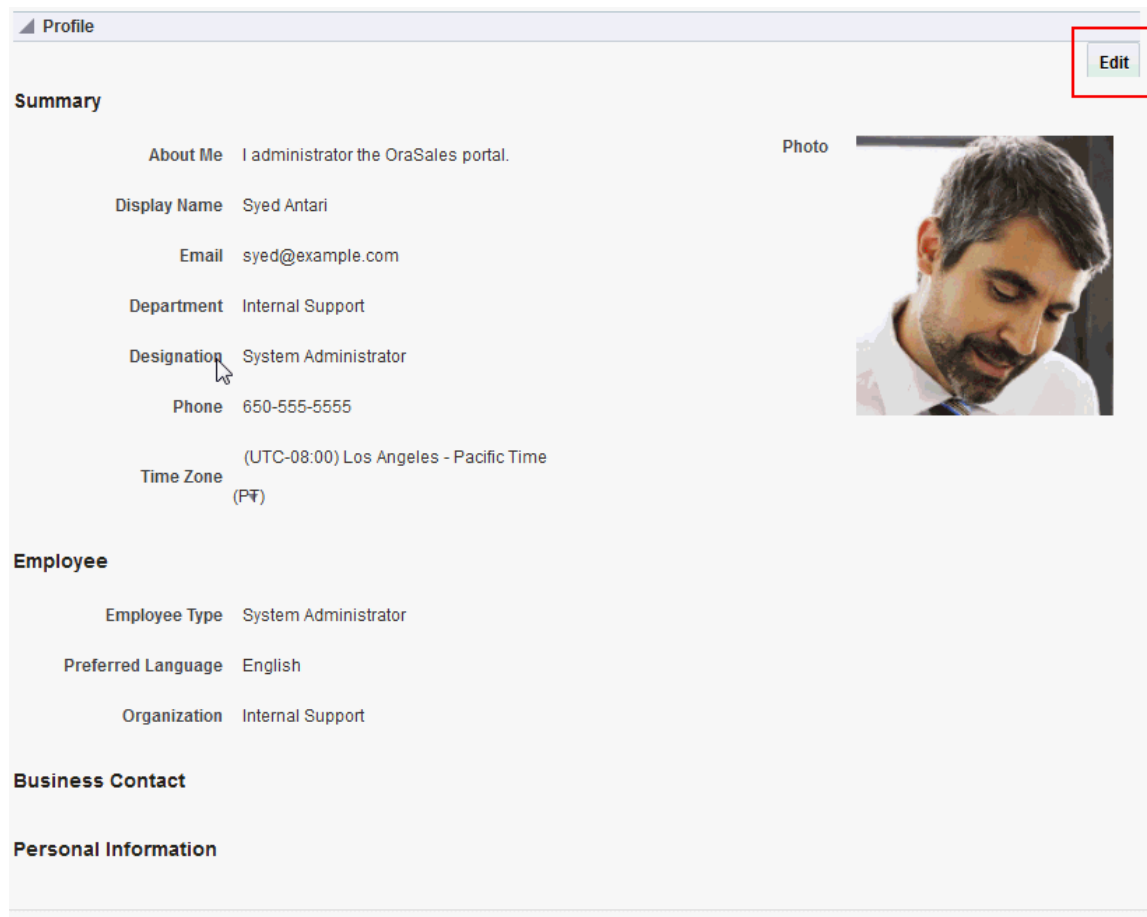 Profile
Edit
Summary
About Me I administrator the OraSales portal.
Photo
Display Name Syed Antari
Email syed@example.com
Department Internal Support
Designation System Administrator
Phone 650-555-5555
Time Zone (UTC-08:00) Los Angeles - Pacific Time
(PT)
Employee
Employee Type System Administrator
Preferred Language English
Organization Internal Support
Business Contact
Personal Information